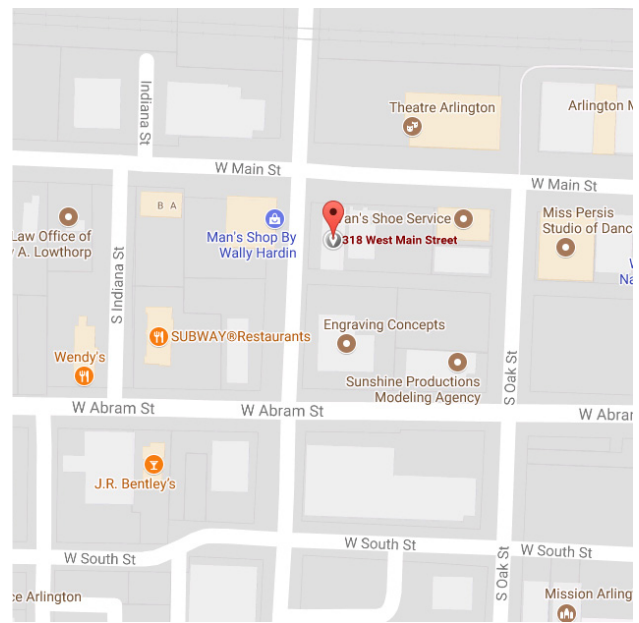 Indiana St
Theatre Arlington
Arlington M
W Main St
W Main St
B A
Law Office of
A. Lowthorp
Man's Shop By
Wally Hardin
an's Shoe Service
318 West Main Street
Miss Persis
Studio of Danc
W
Na
S Indiana St
SUBWAY®Restaurants
Engraving Concepts
Wendy's
Sunshine Productions
Modeling Agency
S Oak St
W Abram St
W Abram St
W Abra
J.R. Bentley's
W South St
W South St
W South St
S Oak St
ce Arlington
Mission Arling